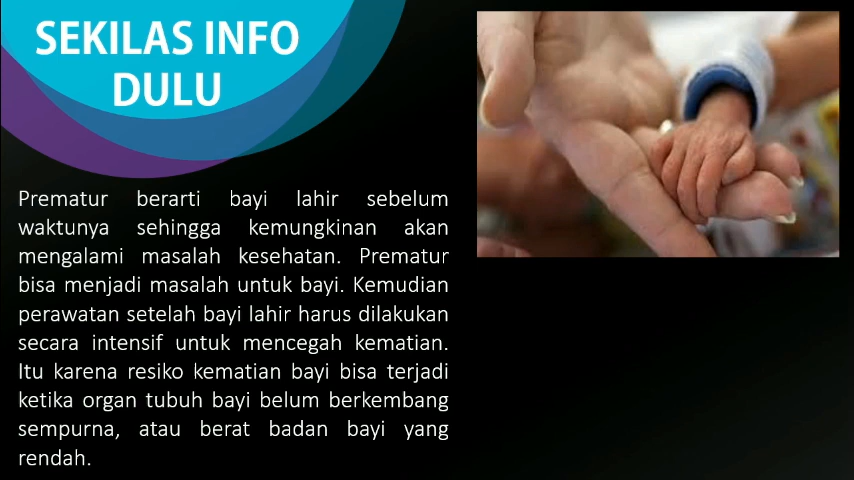 SEKILAS INFO
DULU
Prematur berarti bayi lahir sebelum
waktunya sehingga kemungkinan akan
mengalami masalah kesehatan. Prematur
bisa menjadi masalah untuk bayi. Kemudian
perawatan setelah bayi lahir harus dilakukan
secara intensif untuk mencegah kematian.
Itu karena resiko kematian bayi bisa terjadi
ketika organ tubuh bayi belum berkembang
sempurna, atau berat badan bayi yang
rendah.